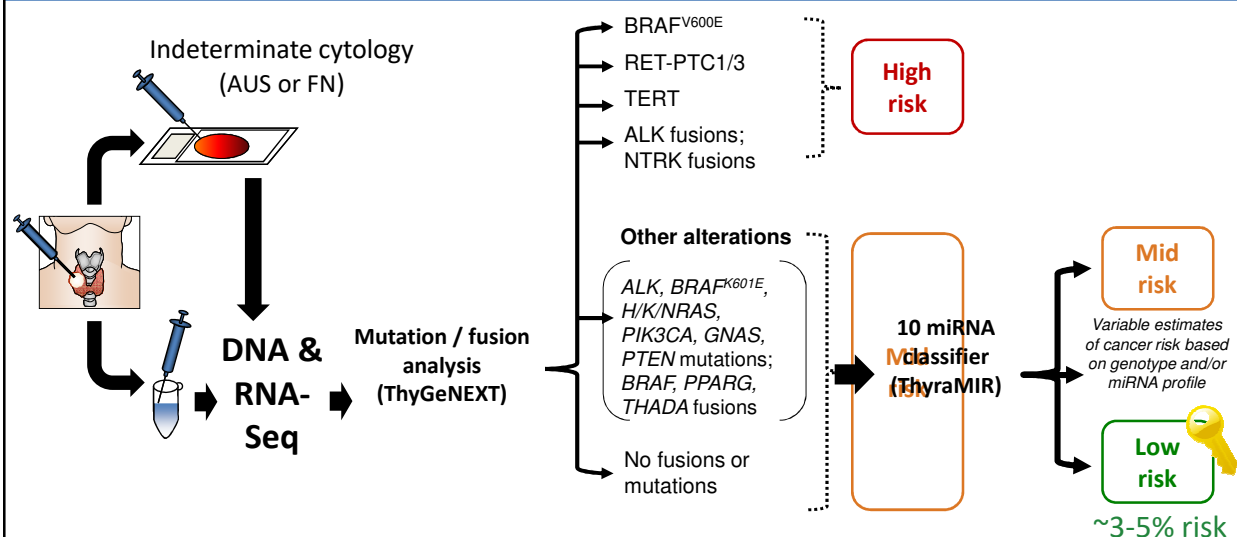 Indeterminate cytology
(AUS or FN)
DNA &
RNA-
Seq
Mutation / fusion
analysis
(ThyGeNEXT)
BRAFV600E
RET-PTC1/3
TERT
ALK fusions;
NTRK fusions
High
risk
Other alterations
ALK, BRAFK601E,
H/K/NRAS,
PIK3CA, GNAS,
PTEN mutations;
BRAF, PPARG,
THADA fusions
No fusions or
mutations
Mid
risk
10 miRNA
classifier
(ThyraMIR)
Mid
risk
Variable estimates
of cancer risk based
on genotype and/or
miRNA profile
Low
risk
~3-5% risk